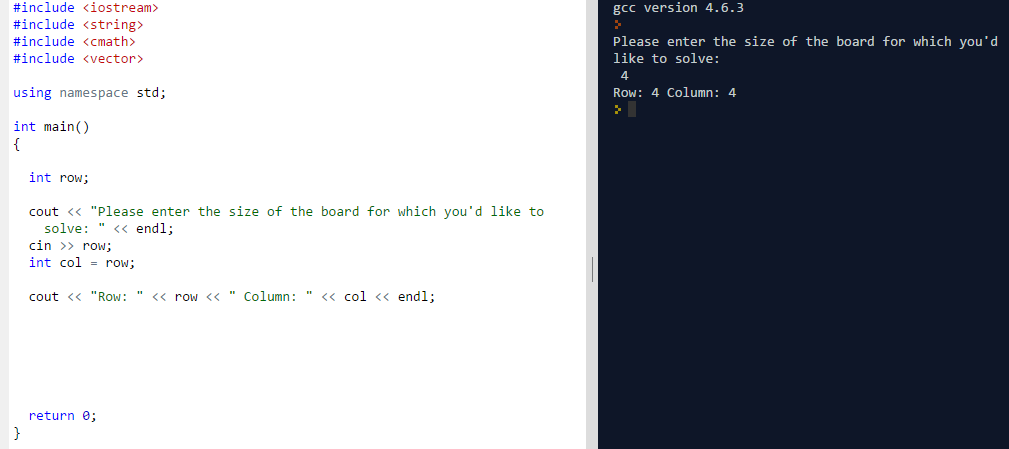 #include <iostream>
#include <string>
#include <cmath>
#include <vector>
using namespace std;
int main()
{
int row;
cout << "Please enter the size of the board for which you'd like to
solve: " << endl;
cin >> row;
int col = row;
cout << "Row: " << row << " Column: " << col << endl;
return 0;
}
gcc version 4.6.3
Please enter the size of the board for which you'd
like to solve:
4
Row: 4 Column: 4